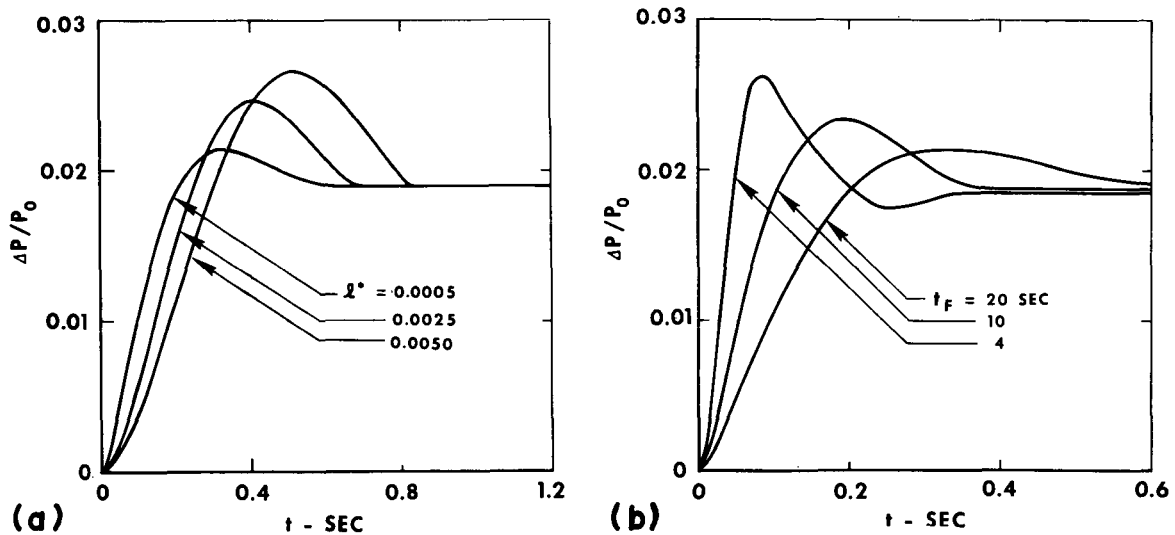 0.03
0.02
0.01
0
ΔP/P0
ℓ* = 0.0005
0.0025
0.0050
0 0.4 0.8 1.2
t - SEC
(a)
0.03
0.02
0.01
0
ΔP/P0
tF = 20 SEC
10
4
0 0.2 0.4 0.6
t - SEC
(b)